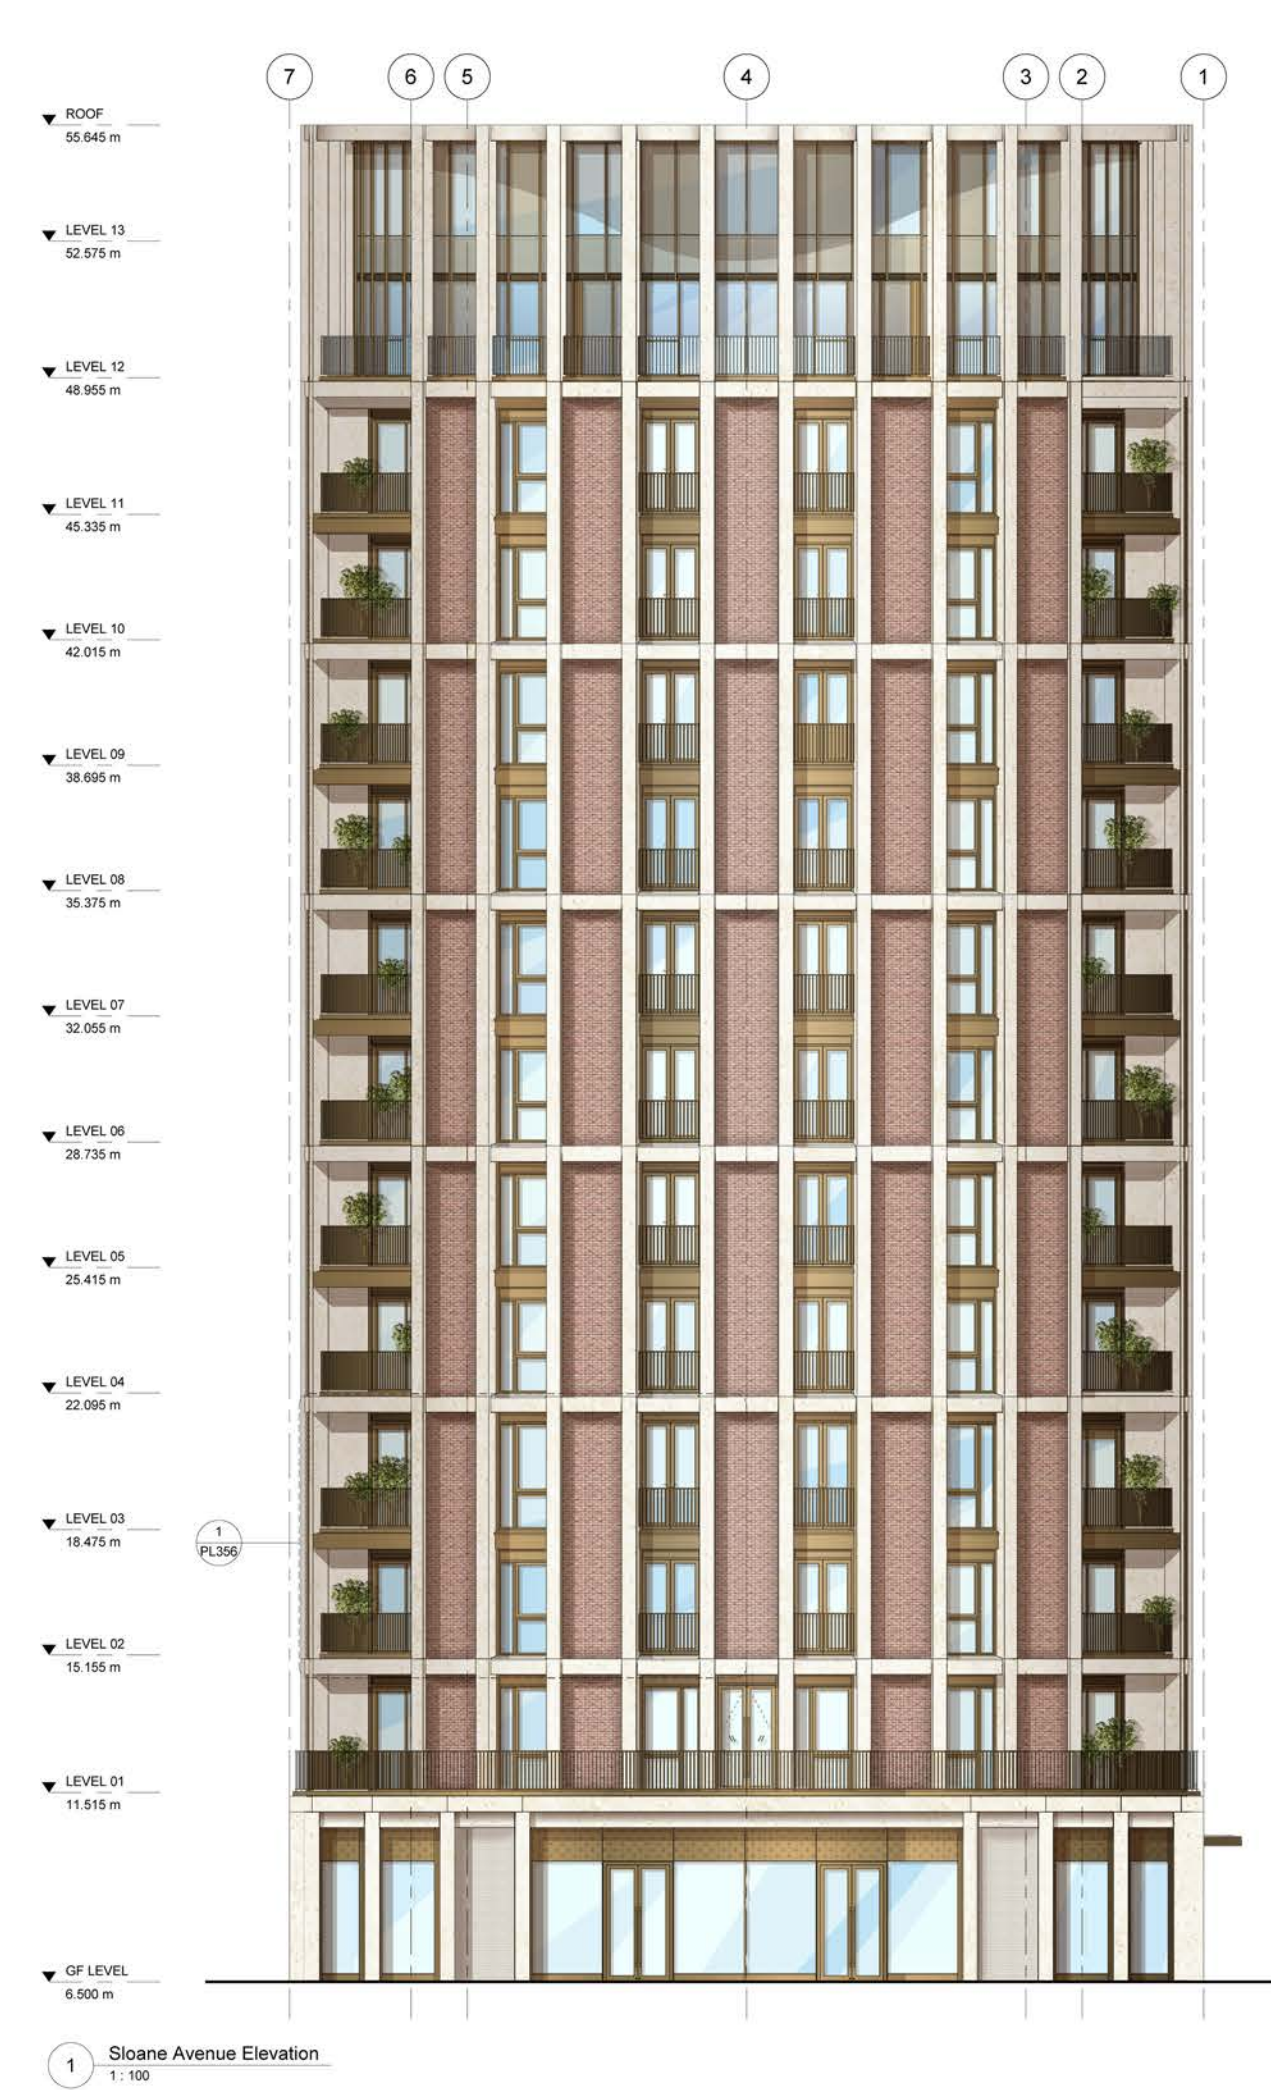 7 6 5 4 3 2 1
ROOF
55.645 m
LEVEL 13
52.575 m
LEVEL 12
48.955 m
LEVEL 11
45.335 m
LEVEL 10
42.015 m
LEVEL 09
38.695 m
LEVEL 08
35.375 m
LEVEL 07
32.055 m
LEVEL 06
28.735 m
LEVEL 05
25.415 m
LEVEL 04
22.095 m
LEVEL 03
18.475 m
1
PL356
LEVEL 02
15.155 m
LEVEL 01
11.515 m
GF LEVEL
6.500 m
1 Sloane Avenue Elevation
1 : 100